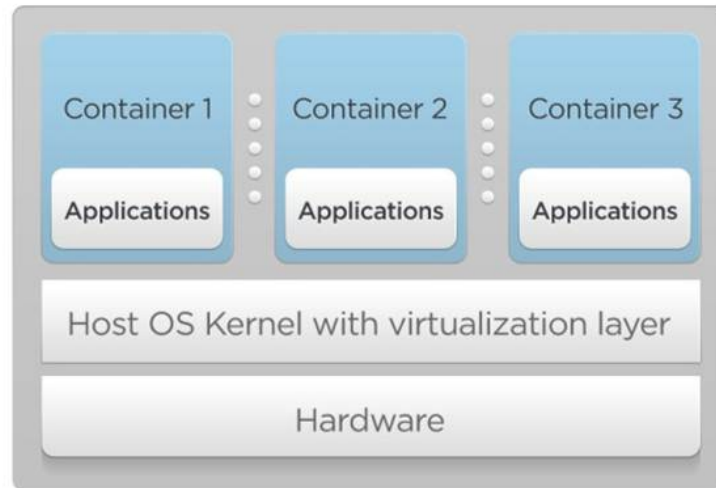 Container 1
Container 2
Container 3
Applications
Applications
Applications
Host OS Kernel with virtualization layer
Hardware